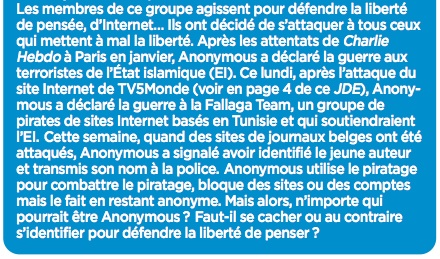 Les membres de ce groupe agissent pour défendre la liberté
de pensée, d’Internet... Ils ont décidé de s’attaquer à tous ceux
qui mettent à mal la liberté. Après les attentats de Charlie
Hebdo à Paris en janvier, Anonymous a déclaré la guerre aux
terroristes de l’État islamique (EI). Ce lundi, après l’attaque du
site Internet de TV5Monde (voir en page 4 de ce JDE), Anony-
mous a déclaré la guerre à la Fallaga Team, un groupe de
pirates de sites Internet basés en Tunisie et qui soutiendraient
l’EI. Cette semaine, quand des sites de journaux belges ont été
attaqués, Anonymous a signalé avoir identifié le jeune auteur
et transmis son nom à la police. Anonymous utilise le piratage
pour combattre le piratage, bloque des sites ou des comptes
mais le fait en restant anonyme. Mais alors, n’importe qui
pourrait être Anonymous ? Faut-il se cacher ou au contraire
s’identifier pour défendre la liberté de penser ?